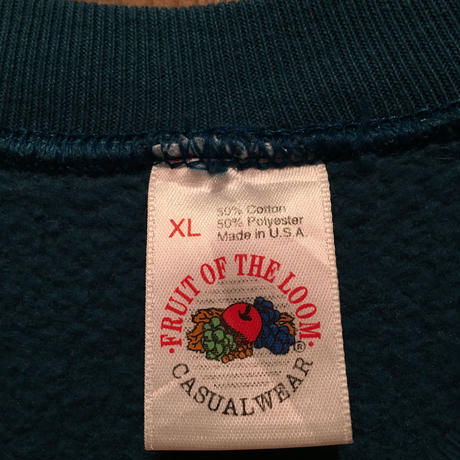 XL
50% Cotton
50% Polyester
Made in U.S.A.
·FRUIT OF THE LOOM·
®
CASUALWEAR